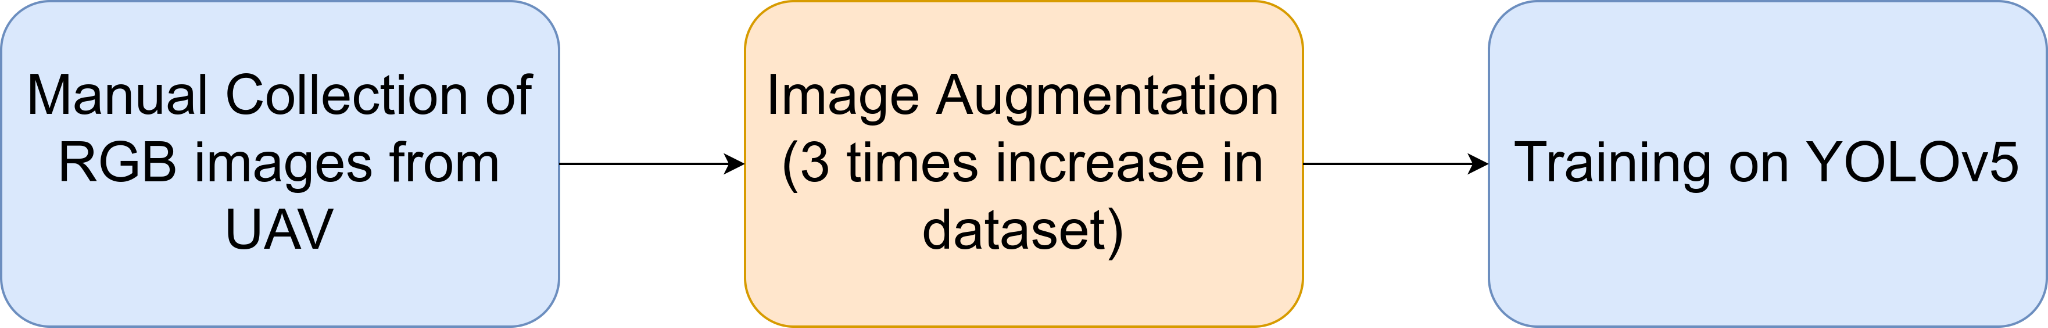 Manual Collection of
RGB images from
UAV
Image Augmentation
(3 times increase in
dataset)
Training on YOLOv5